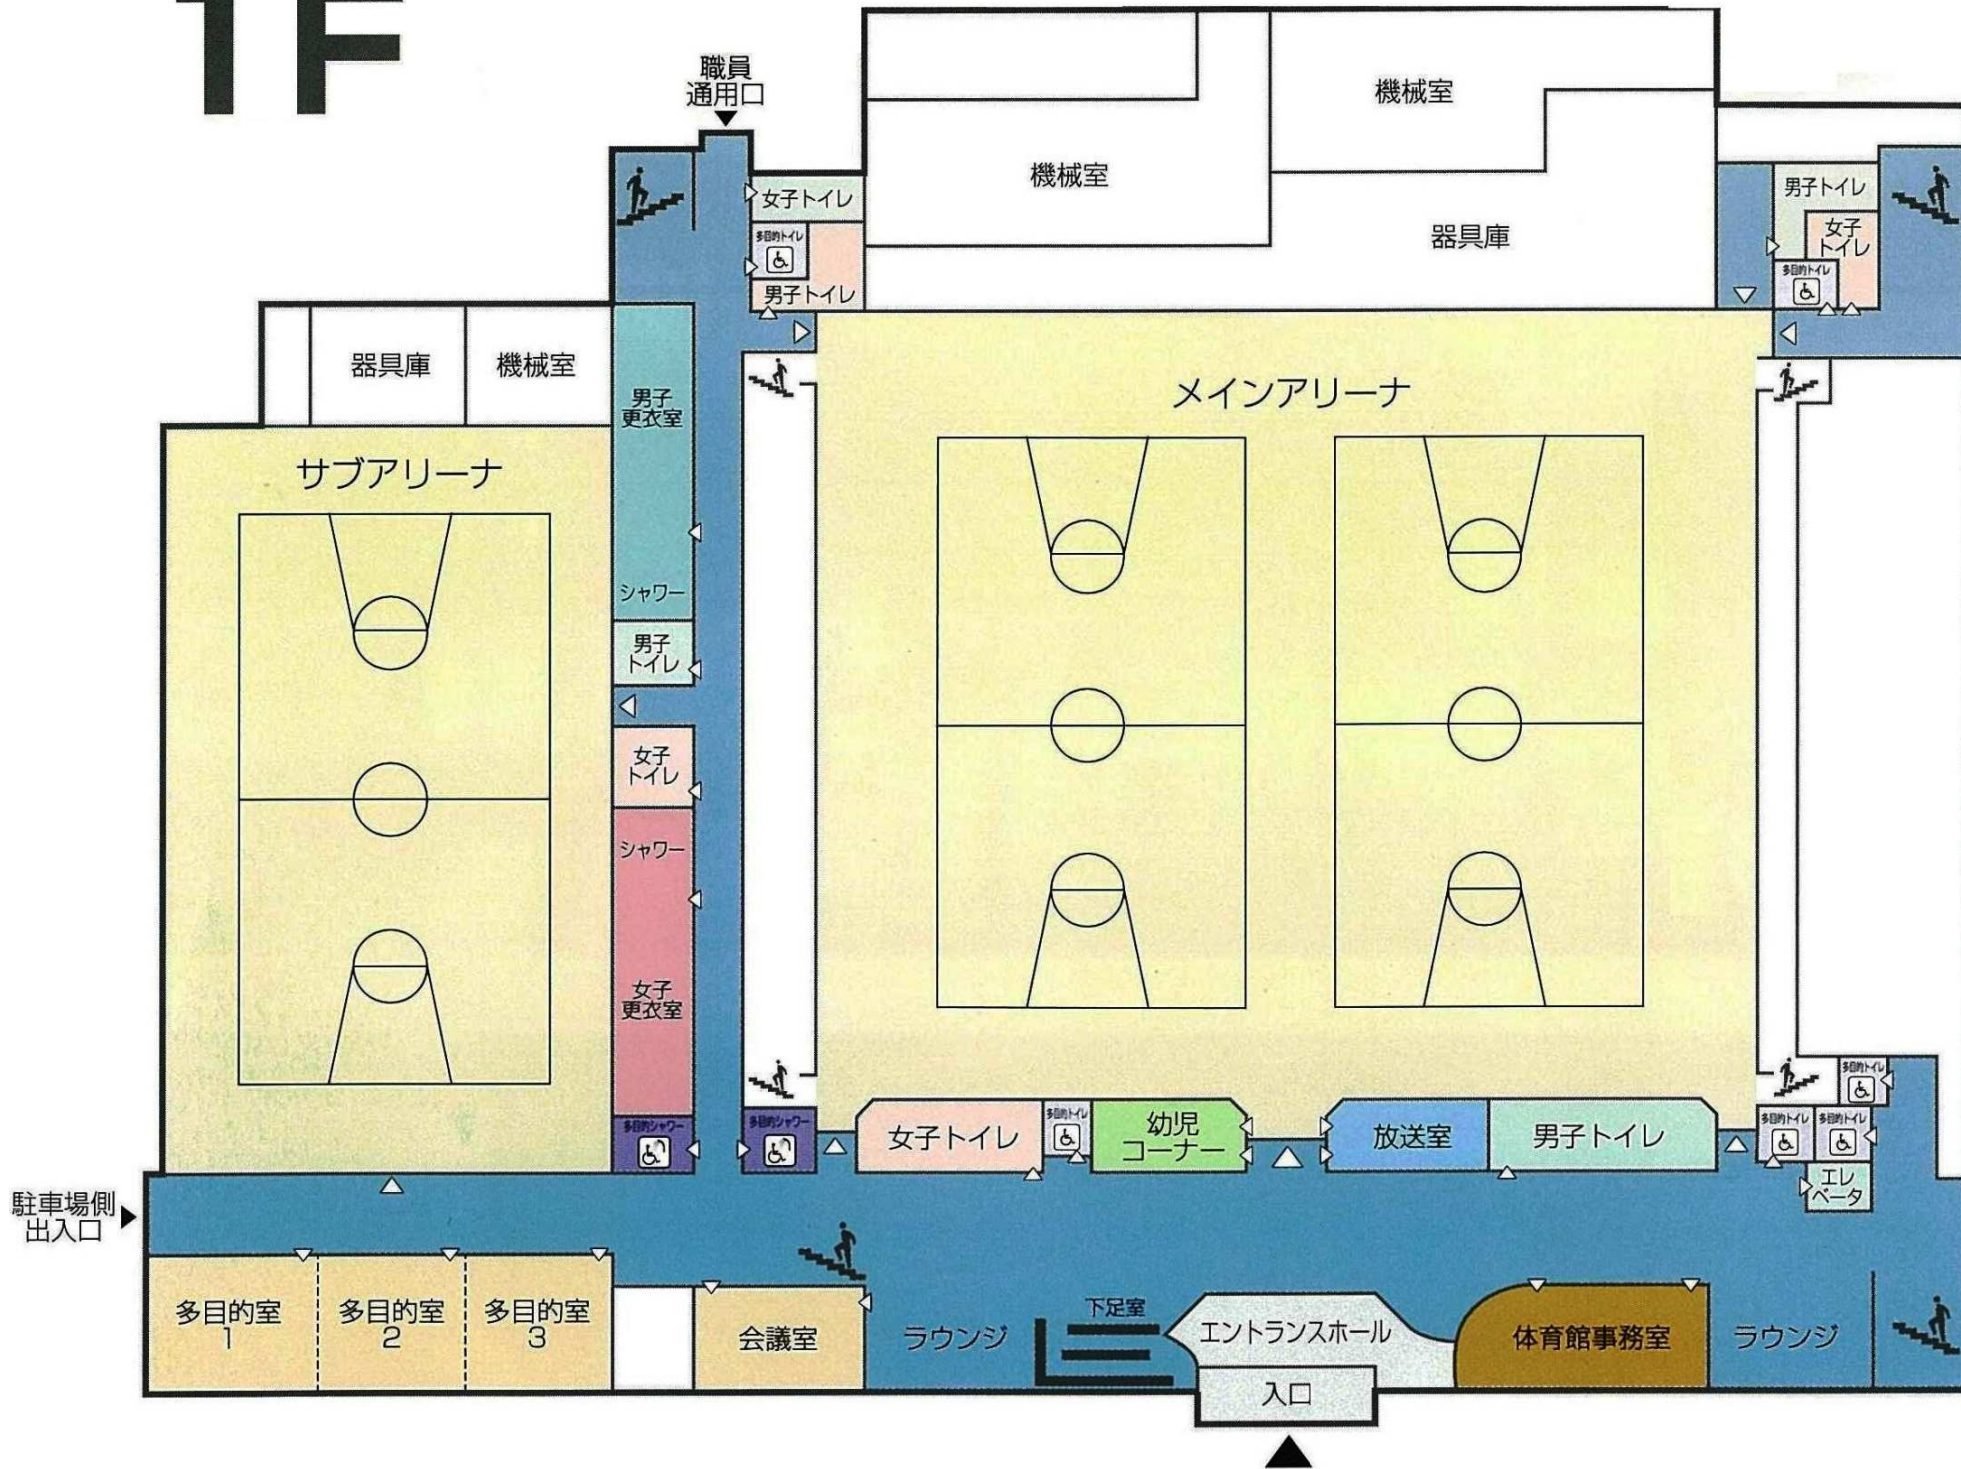 1F
職員
通用口
機械室
機械室
器具庫
女子トイレ
多目的トイレ
男子トイレ
男子トイレ
女子
トイレ
多目的トイレ
器具庫
機械室
男子
更衣室
シャワー
メインアリーナ
サブアリーナ
男子
トイレ
女子
トイレ
シャワー
女子
更衣室
多目的シャワー
多目的シャワー
女子トイレ
多目的トイレ
幼児
コーナー
放送室
男子トイレ
多目的トイレ
多目的トイレ
多目的トイレ
エレ
ベータ
駐車場側
出入口
多目的室
1
多目的室
2
多目的室
3
会議室
ラウンジ
下足室
エントランスホール
入口
体育館事務室
ラウンジ